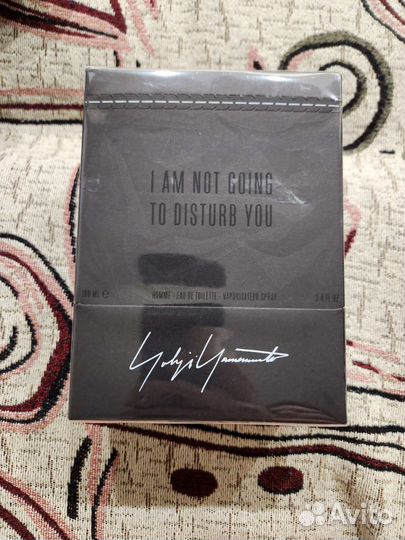 I AM NOT GOING
TO DISTURB YOU
100 ML ℮ HOMME - EAU DE TOILETTE - VAPORISATEUR SPRAY 3.4 FL OZ
Yohji Yamamoto
Avito